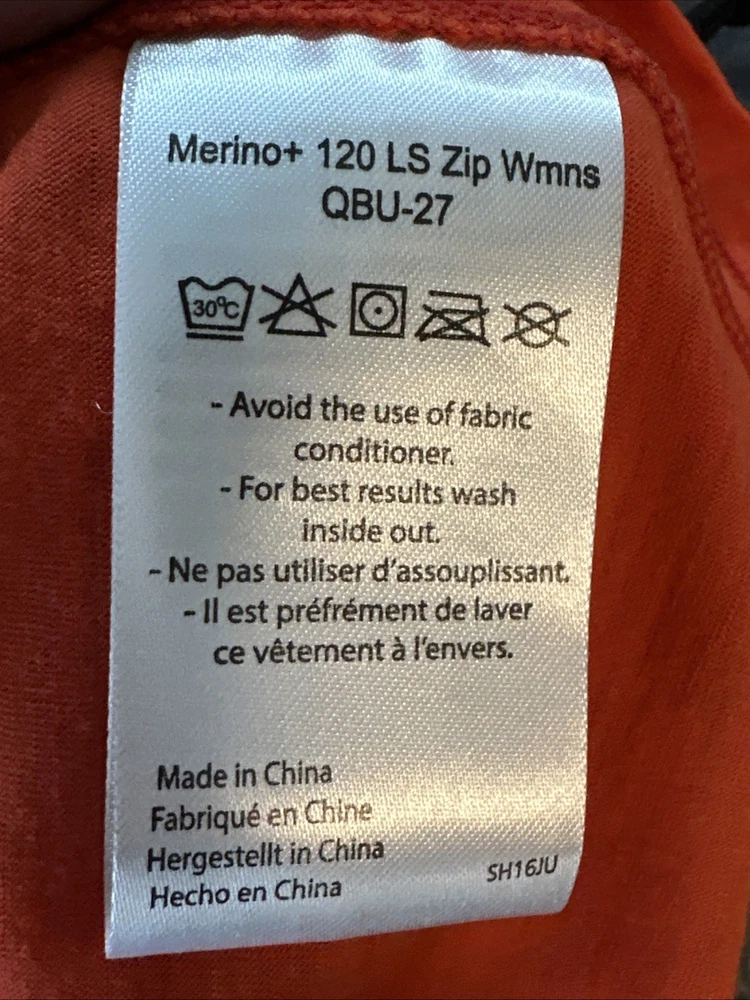 Merino+ 120 LS Zip Wmns
QBU-27
30°C
- Avoid the use of fabric
conditioner.
- For best results wash
inside out.
- Ne pas utiliser d'assouplissant.
- Il est préfrément de laver
ce vêtement à l'envers.
Made in China
Fabriqué en Chine
Hergestellt in China
Hecho en China
SH16JU